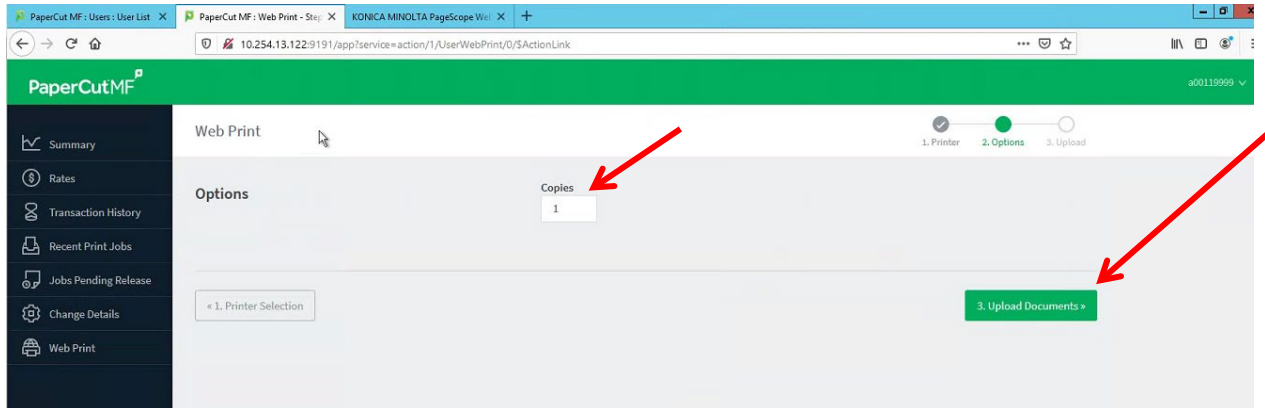 PaperCut MF : Users : User List
PaperCut MF : Web Print - Step
KONICA MINOLTA PageScope Wel
10.254.13.122:9191/app?service=action/1/UserWebPrint/0/$ActionLink
PaperCutMF
a00119999
Summary
Rates
Transaction History
Recent Print Jobs
Jobs Pending Release
Change Details
Web Print
Web Print
1. Printer
2. Options
3. Upload
Options
Copies
1
« 1. Printer Selection
3. Upload Documents »